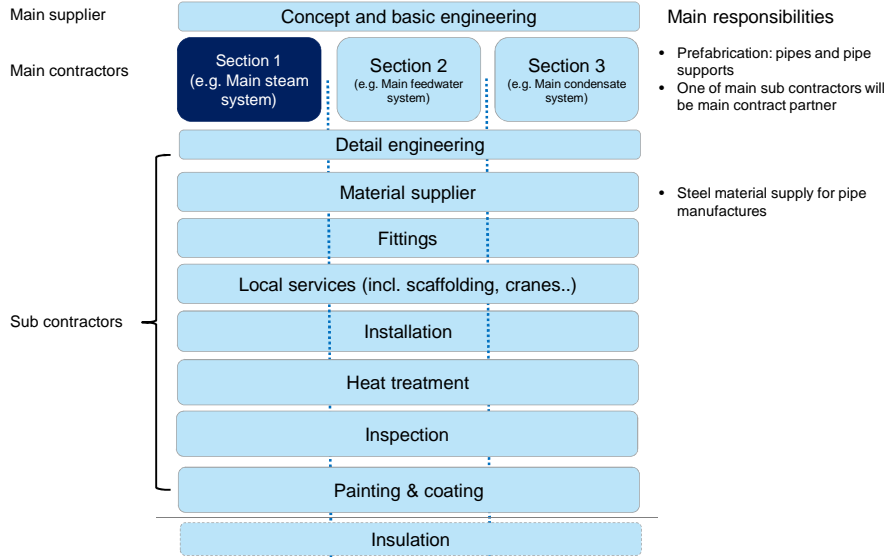 Main supplier
Concept and basic engineering
Main responsibilities
Main contractors
Section 1
(e.g. Main steam
system)
Section 2
(e.g. Main feedwater
system)
Section 3
(e.g. Main condensate
system)
• Prefabrication: pipes and pipe
supports
• One of main sub contractors will
be main contract partner
Detail engineering
Material supplier
• Steel material supply for pipe
manufactures
Fittings
Local services (incl. scaffolding, cranes..)
Sub contractors
Installation
Heat treatment
Inspection
Painting & coating
Insulation